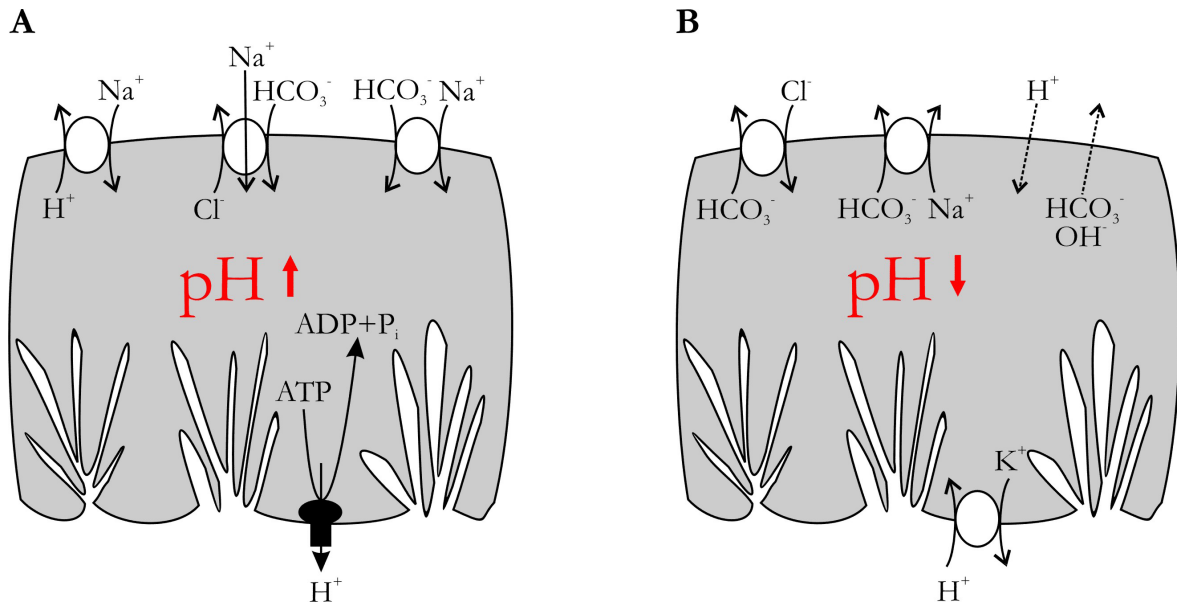 A
Na⁺
Na⁺
HCO₃⁻
HCO₃⁻
Na⁺
H⁺
Cl⁻
pH
ADP+Pᵢ
ATP
H⁺
B
Cl⁻
H⁺
HCO₃⁻
HCO₃⁻
Na⁺
HCO₃⁻
OH⁻
pH
K⁺
H⁺